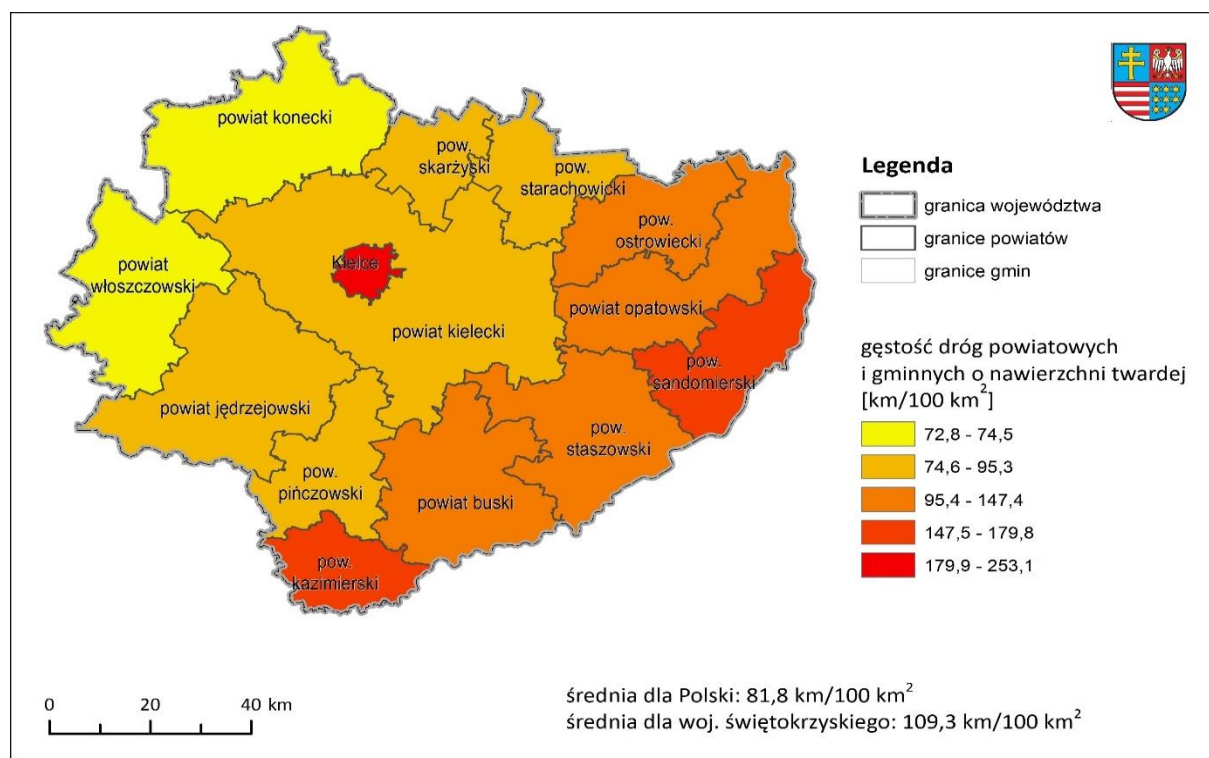 powiat konecki
pow.
skarżyski
pow.
starachowicki
pow.
ostrowiecki
powiat
włoszczowski
Kielce
powiat opatowski
powiat kielecki
pow.
sandomierski
powiat jędrzejowski
pow.
staszowski
pow.
pińczowski
powiat buski
pow.
kazimierski
Legenda
granica województwa
granice powiatów
granice gmin
gęstość dróg powiatowych
i gminnych o nawierzchni twardej
[km/100 km²]
72,8 - 74,5
74,6 - 95,3
95,4 - 147,4
147,5 - 179,8
179,9 - 253,1
0 20 40 km
średnia dla Polski: 81,8 km/100 km²
średnia dla woj. świętokrzyskiego: 109,3 km/100 km²